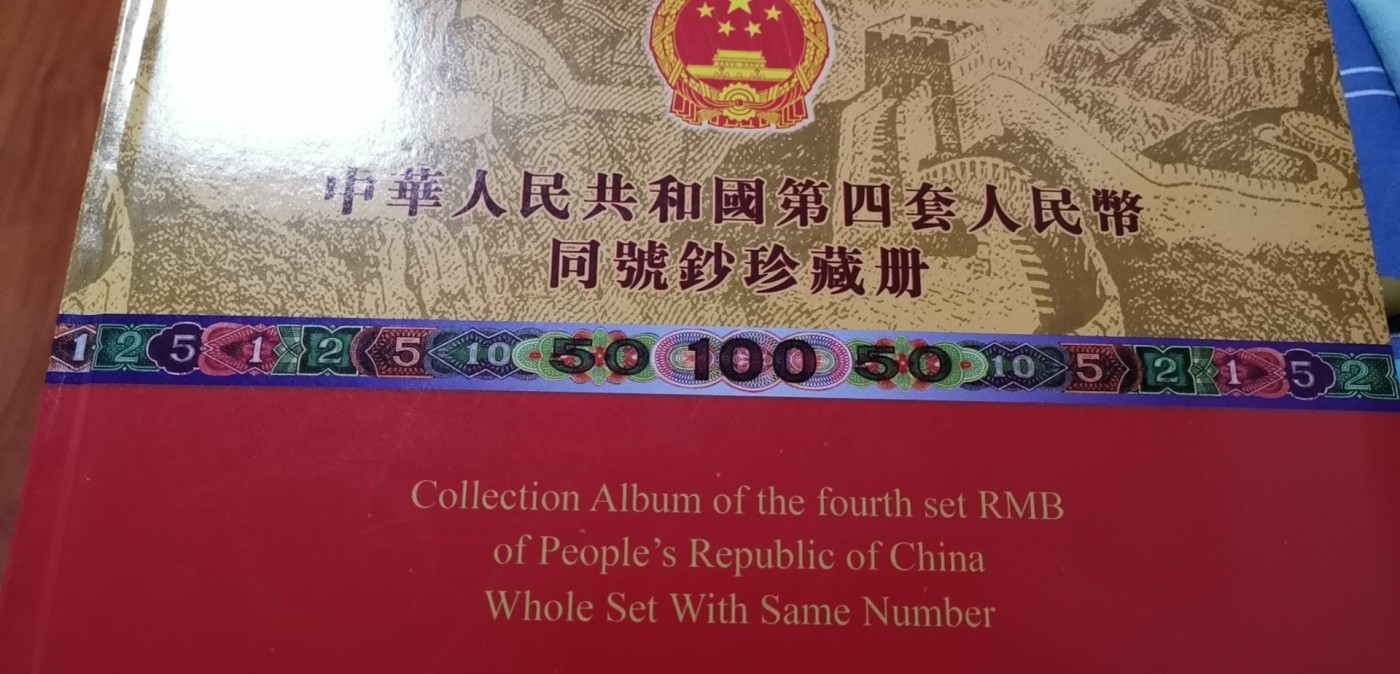 中華人民共和國第四套人民幣
同號鈔珍藏册
1 2 5 1 2 5 10 50 100 50 10 5 2 1 5 2
Collection Album of the fourth set RMB
of People's Republic of China
Whole Set With Same Number